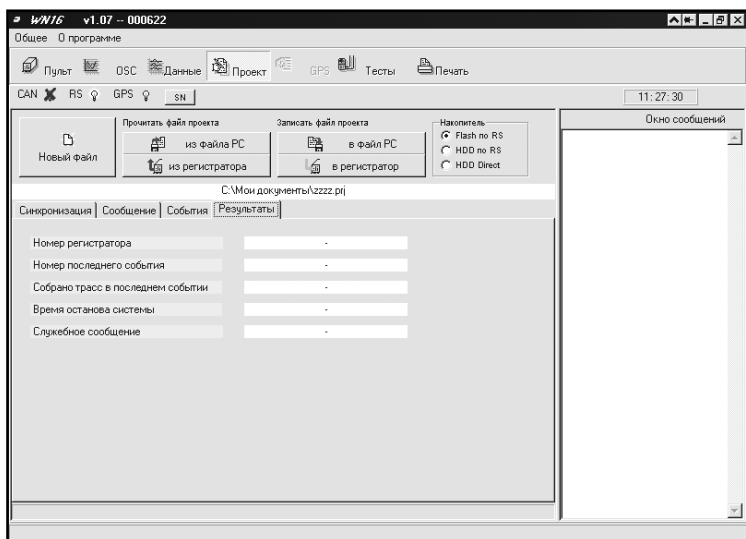 WN16 v1.07 -- 000622
Общее О программе
Пульт OSC Данные Проект GPS Тесты Печать
CAN RS GPS SN 11:27:30
Прочитать файл проекта Записать файл проекта Накопитель Окно сообщений
Новый файл
из файла PC в файл PC Flash по RS
HDD по RS
из регистратора в регистратор HDD Direct
C:\Мои документы\zzzz.prj
Синхронизация Сообщение События Результаты
Номер регистратора -
Номер последнего события -
Собрано трасс в последнем событии -
Время останова системы -
Служебное сообщение -